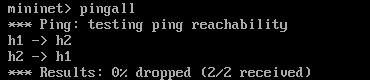 mininet> pingall
*** Ping: testing ping reachability
h1 -> h2
h2 -> h1
*** Results: 0% dropped (2/2 received)